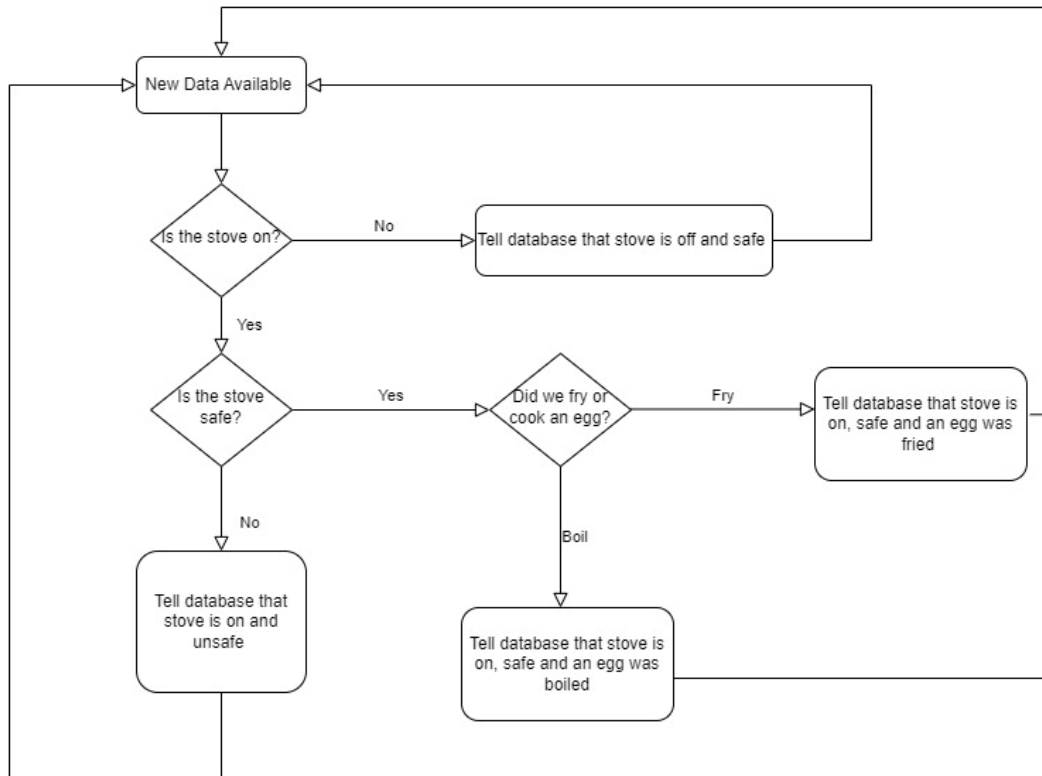 New Data Available
Is the stove on?
No
Tell database that stove is off and safe
Yes
Is the stove
safe?
Yes
Did we fry or
cook an egg?
Fry
Tell database that stove is
on, safe and an egg was
fried
No
Boil
Tell database that
stove is on and
unsafe
Tell database that stove is
on, safe and an egg was
boiled